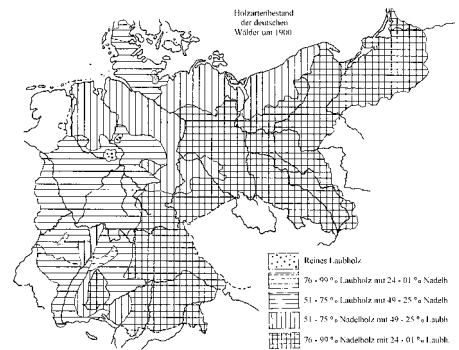 Holzartenbestand
der deutschen
Wälder um 1900
Reines Laubholz
76 - 99 % Laubholz mit 24 - 01 % Nadelh
51 - 75 % Laubholz mit 49 - 25 % Nadelh
51 - 75 % Nadelholz mit 49 - 25 % Laubh.
76 - 99 % Nadelholz mit 24 - 01 % Laubh.